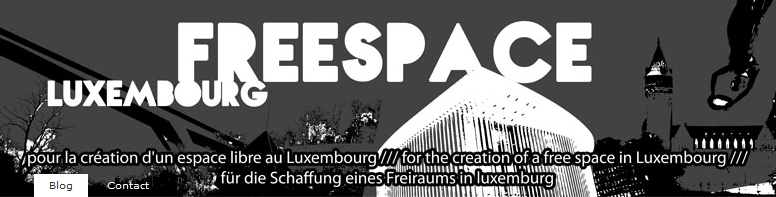 FREESPACE
LUXEMBOURG
pour la création d'un espace libre au Luxembourg /// for the creation of a free space in Luxembourg ///
für die Schaffung eines Freiraums in luxemburg
Blog Contact